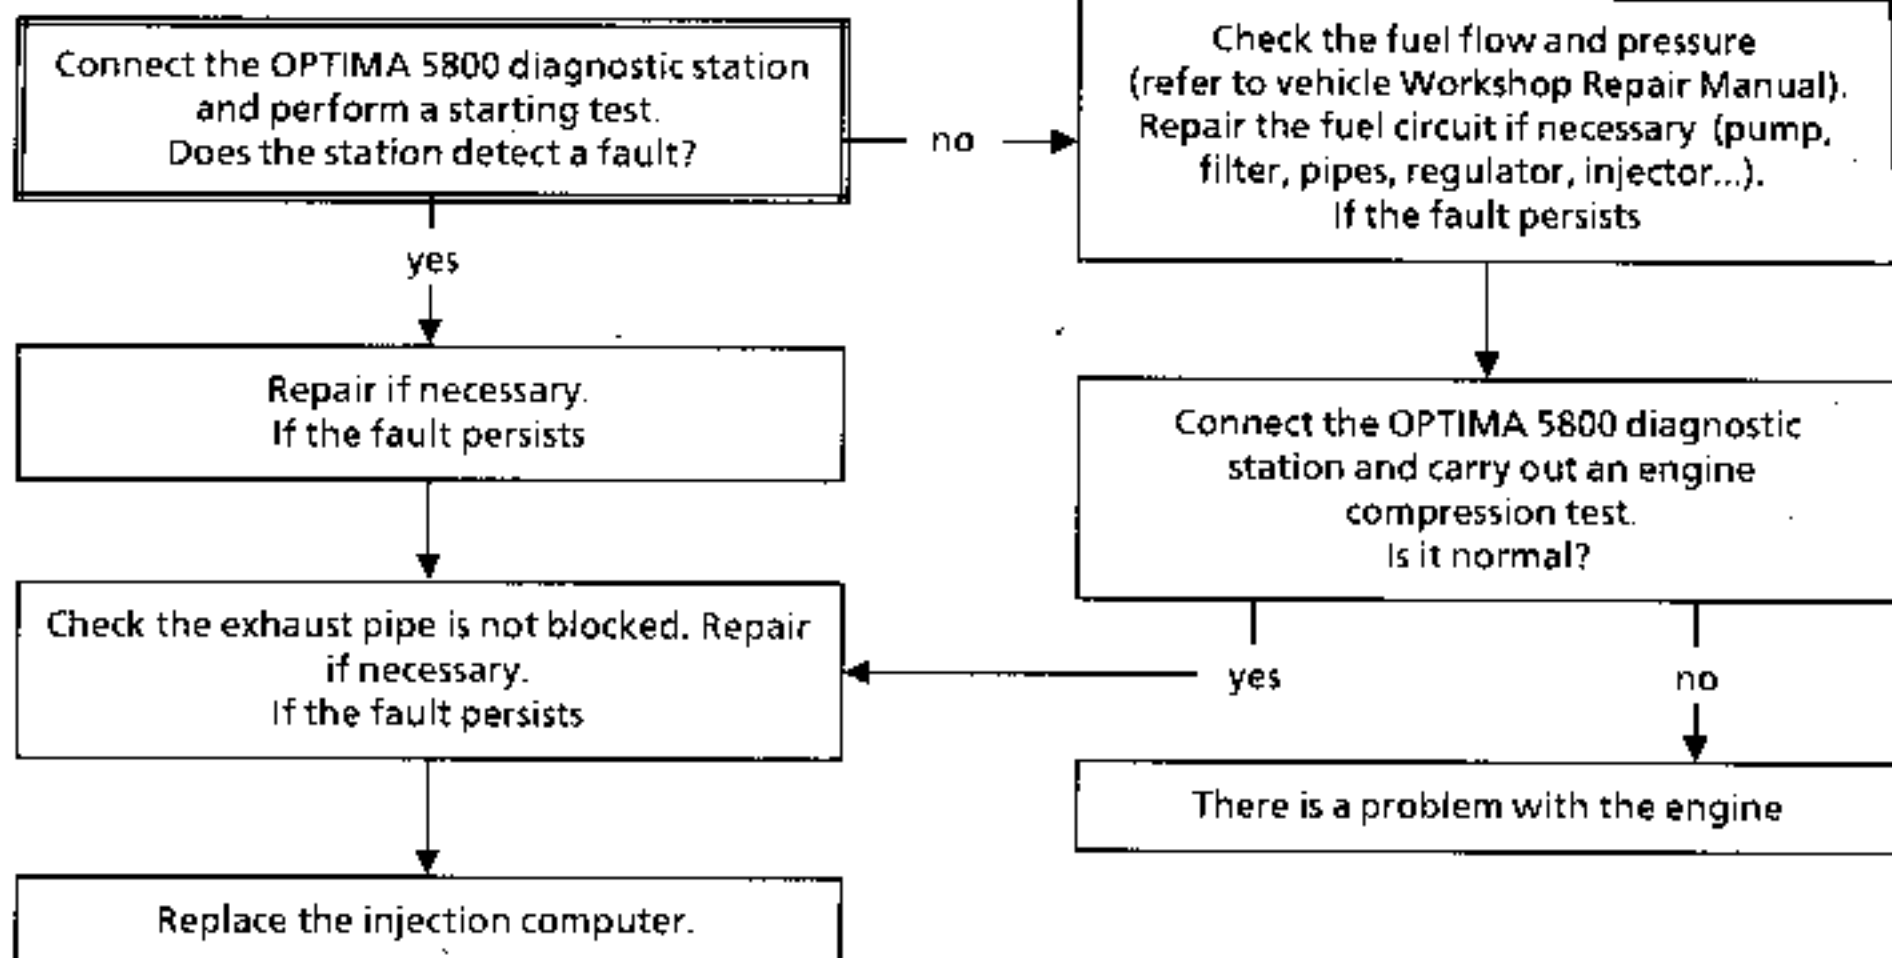 Connect the OPTIMA 5800 diagnostic station
and perform a starting test.
Does the station detect a fault?
no
Check the fuel flow and pressure
(refer to vehicle Workshop Repair Manual).
Repair the fuel circuit if necessary (pump,
filter, pipes, regulator, injector...).
If the fault persists
yes
Repair if necessary.
If the fault persists
Connect the OPTIMA 5800 diagnostic
station and carry out an engine
compression test.
Is it normal?
Check the exhaust pipe is not blocked. Repair
if necessary.
If the fault persists
yes
no
There is a problem with the engine
Replace the injection computer.